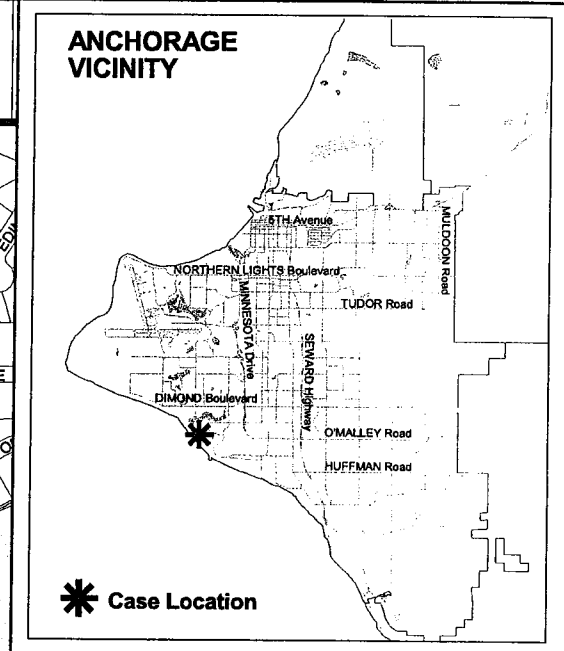 ANCHORAGE
VICINITY
5TH Avenue
MULDOON Road
NORTHERN LIGHTS Boulevard
MINNESOTA Drive
TUDOR Road
SEWARD Highway
DIMOND Boulevard
O'MALLEY Road
HUFFMAN Road
Case Location